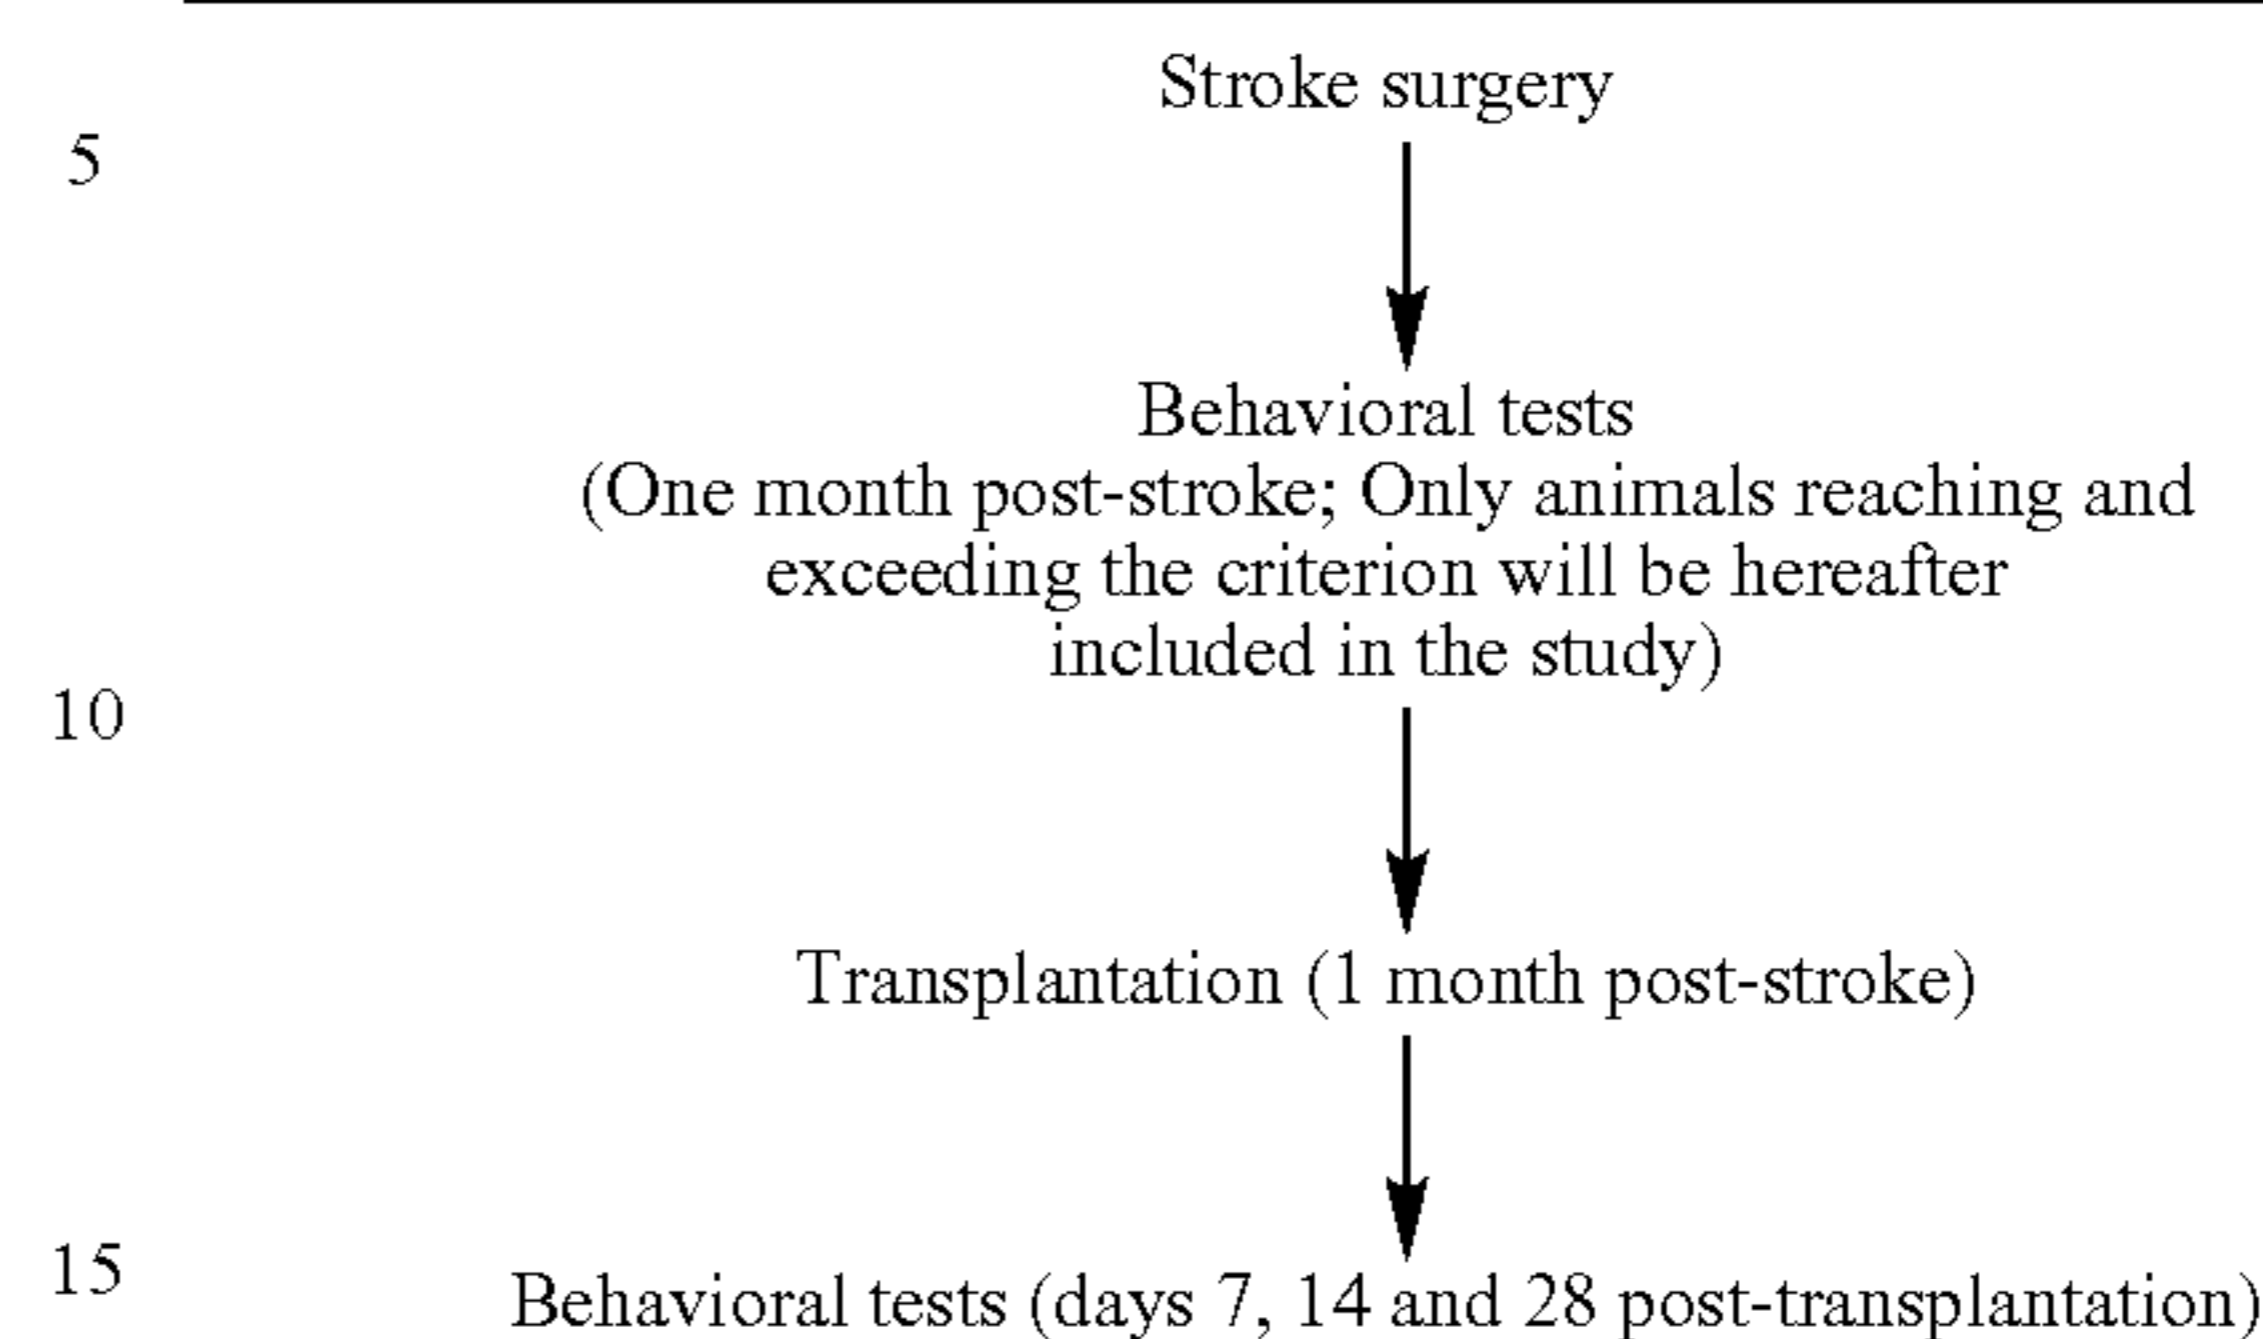 Stroke surgery
5
Behavioral tests
(One month post-stroke; Only animals reaching and
exceeding the criterion will be hereafter
included in the study)
10
Transplantation (1 month post-stroke)
15
Behavioral tests (days 7, 14 and 28 post-transplantation)